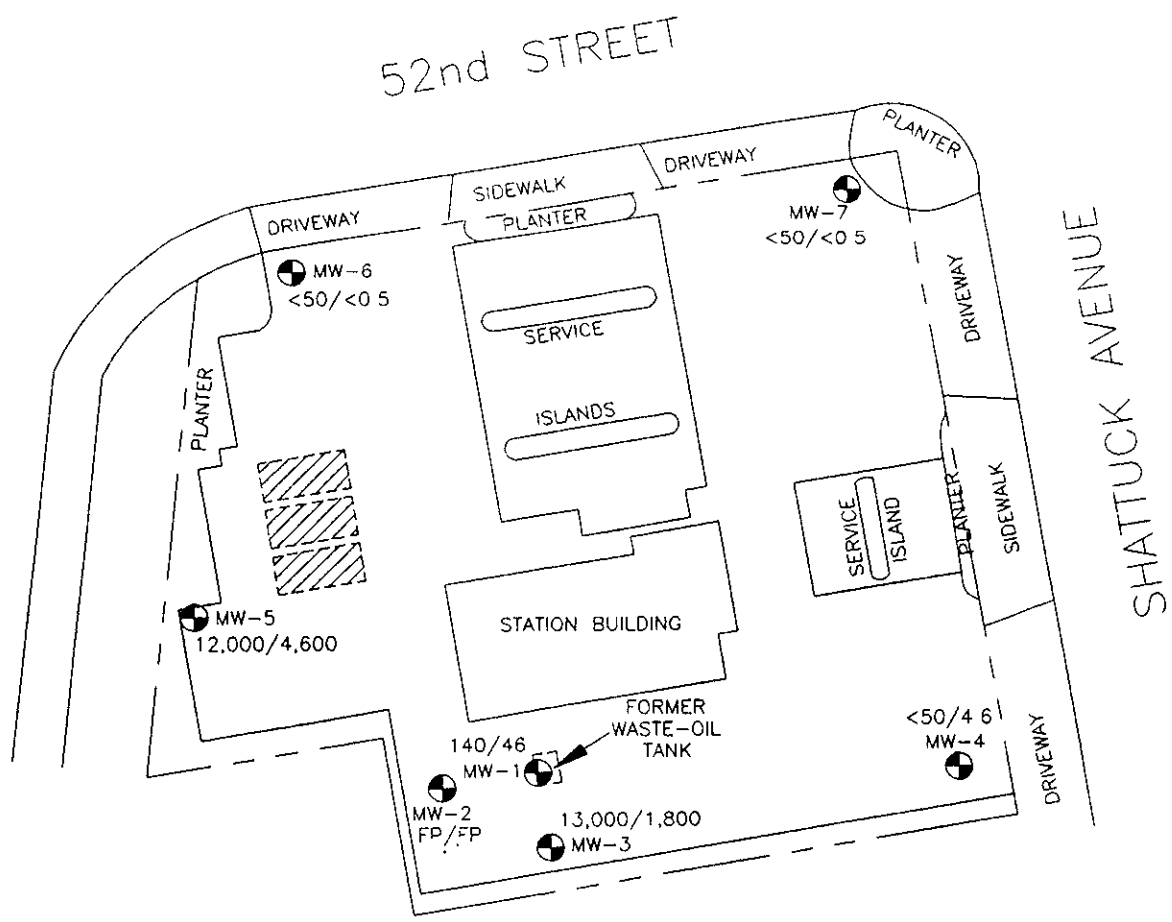 52nd STREET
PLANTER
DRIVEWAY
SIDEWALK
PLANTER
DRIVEWAY
MW-7
<50/<0 5
MW-6
<50/<0 5
SERVICE
ISLANDS
DRIVEWAY
SHATTUCK AVENUE
PLANTER
SERVICE
ISLAND
PLANTER
SIDEWALK
STATION BUILDING
MW-5
12,000/4,600
FORMER
WASTE-OIL
TANK
140/46
MW-1
<50/4 6
MW-4
DRIVEWAY
MW-2
FP/FP
13,000/1,800
MW-3